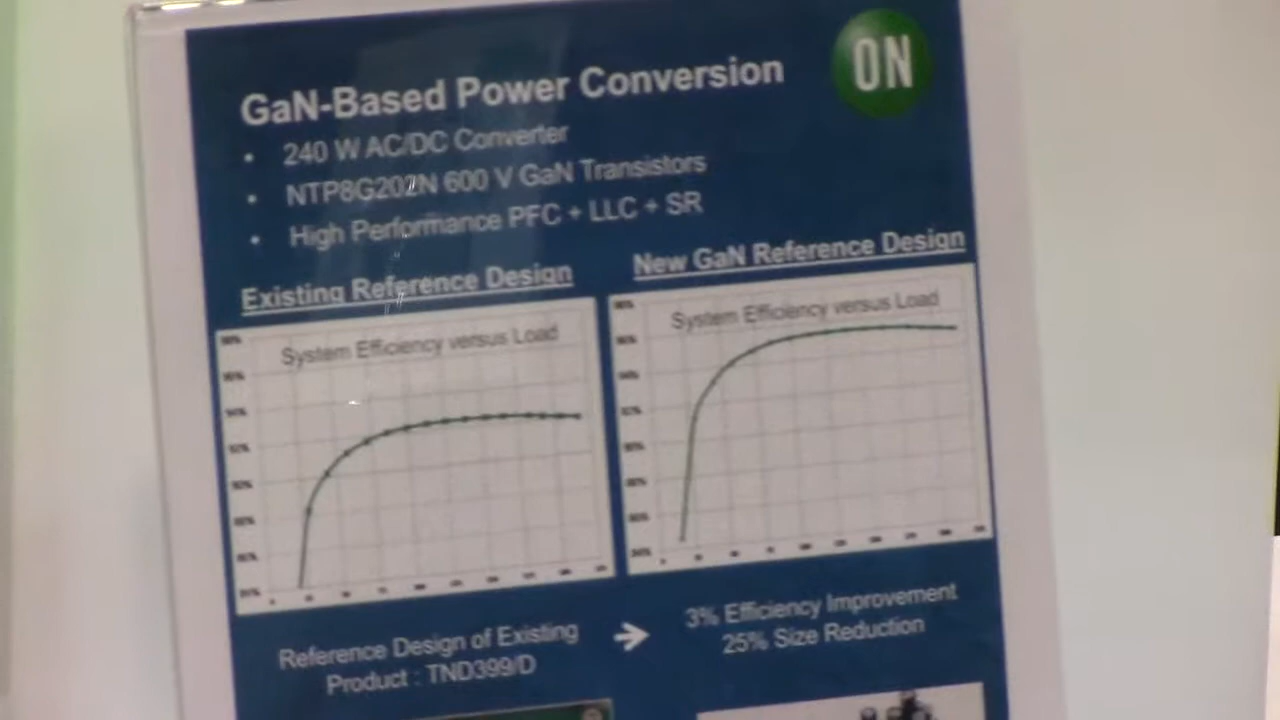 GaN-Based Power Conversion
ON
• 240 W AC/DC Converter
• NTP8G202N 600 V GaN Transistors
• High Performance PFC + LLC + SR
Existing Reference Design
New GaN Reference Design
System Efficiency versus Load
System Efficiency versus Load
Reference Design of Existing
Product : TND399/D
3% Efficiency Improvement
25% Size Reduction